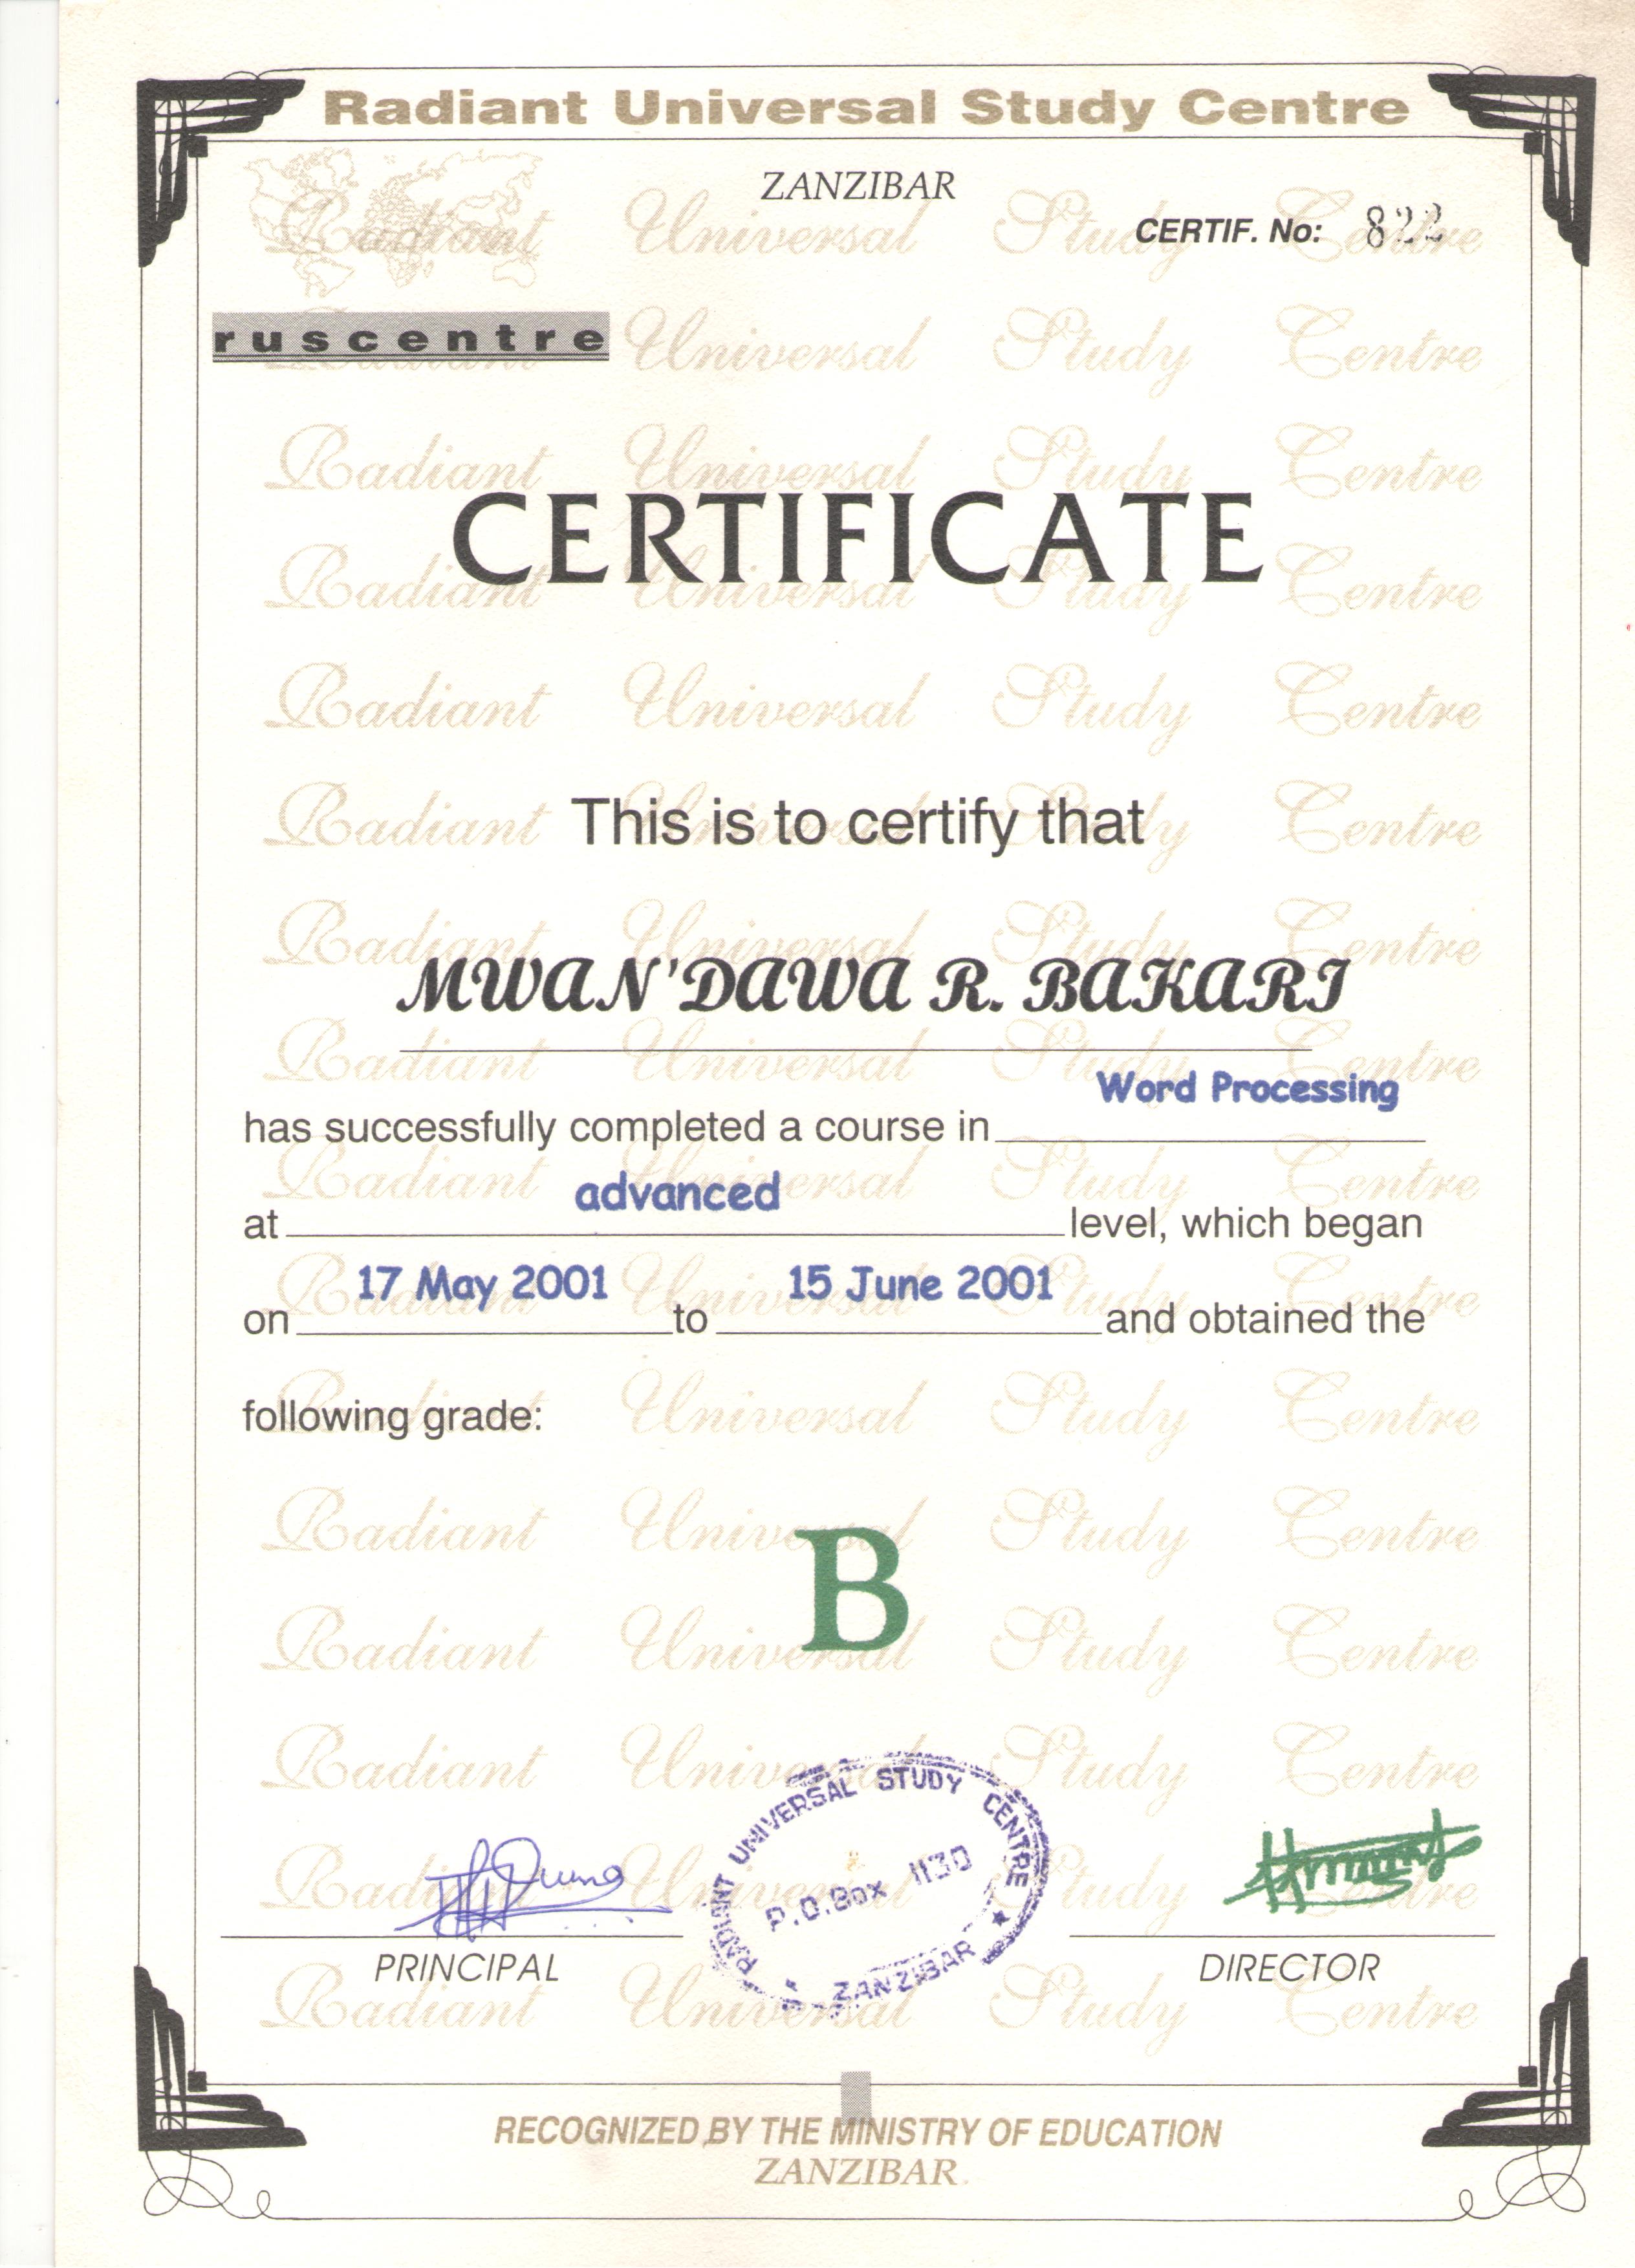 Radiant Universal Study Centre
ZANZIBAR
CERTIF. No: 822
ruscentre
CERTIFICATE
This is to certify that
MWAN'DAWA R. BAKARI
has successfully completed a course in Word Processing
at advanced level, which began
on 17 May 2001 to 15 June 2001 and obtained the
following grade:
B
RADIANT UNIVERSAL STUDY CENTRE
P.O.Box 1130
ZANZIBAR
PRINCIPAL
DIRECTOR
RECOGNIZED BY THE MINISTRY OF EDUCATION
ZANZIBAR